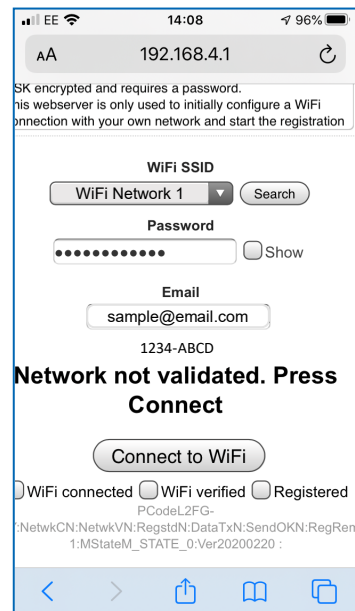 EE 14:08 96%
AA 192.168.4.1
SK encrypted and requires a password.
his webserver is only used to initially configure a WiFi
onnection with your own network and start the registration
WiFi SSID
WiFi Network 1 Search
Password
●●●●●●●●●●●● Show
Email
sample@email.com
1234-ABCD
Network not validated. Press
Connect
Connect to WiFi
WiFi connected WiFi verified Registered
PCodeL2FG-
:NetwkCN:NetwkVN:RegstdN:DataTxN:SendOKN:RegRem
1:MStateM_STATE_0:Ver20200220 :